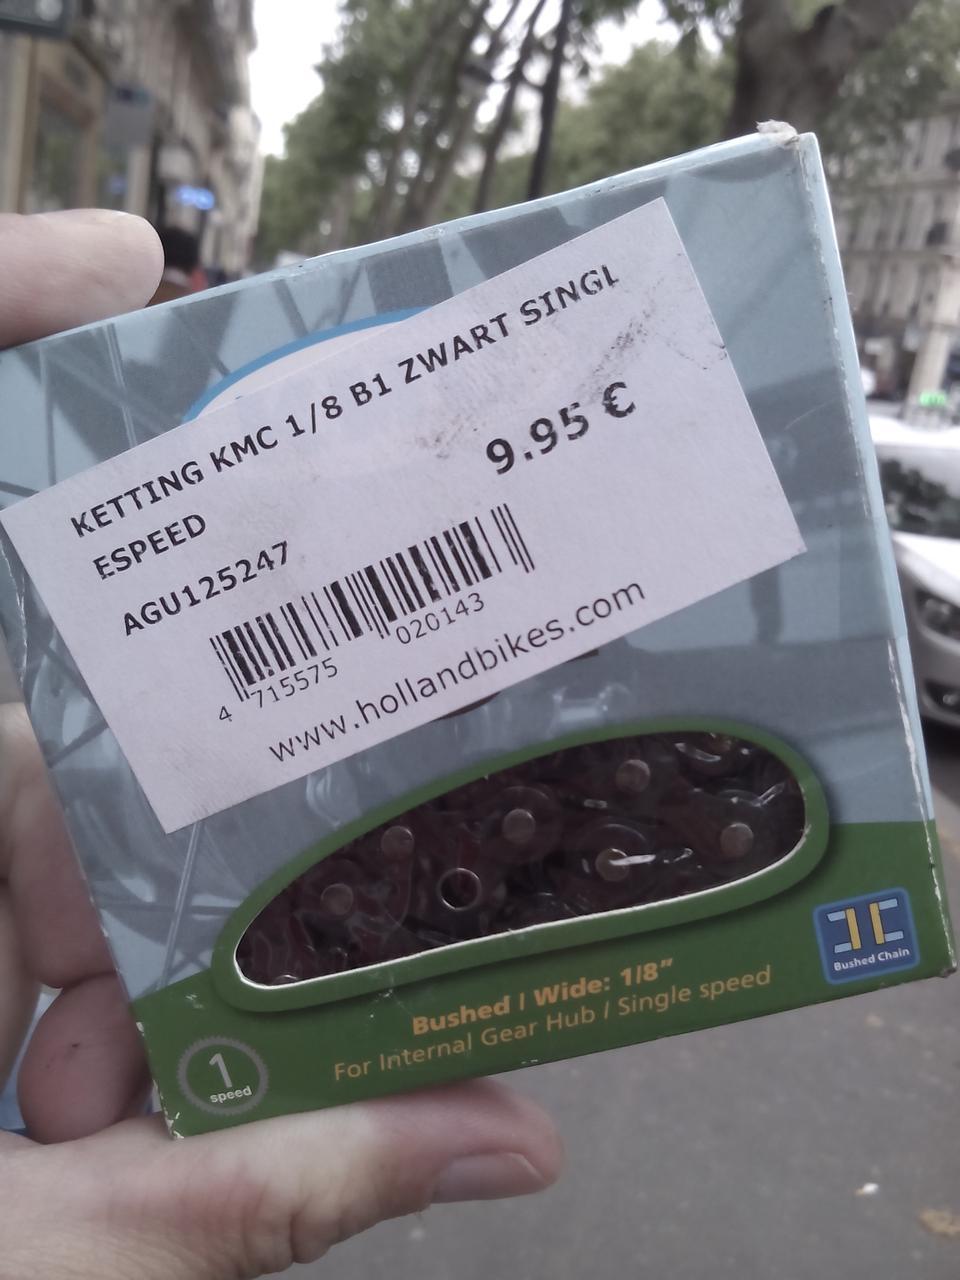 KETTING KMC 1/8 B1 ZWART SINGL
ESPEED
9.95 €
AGU125247
4 715575 020143
www.hollandbikes.com
Bushed Chain
Bushed / Wide: 1/8"
For Internal Gear Hub / Single speed
1
speed